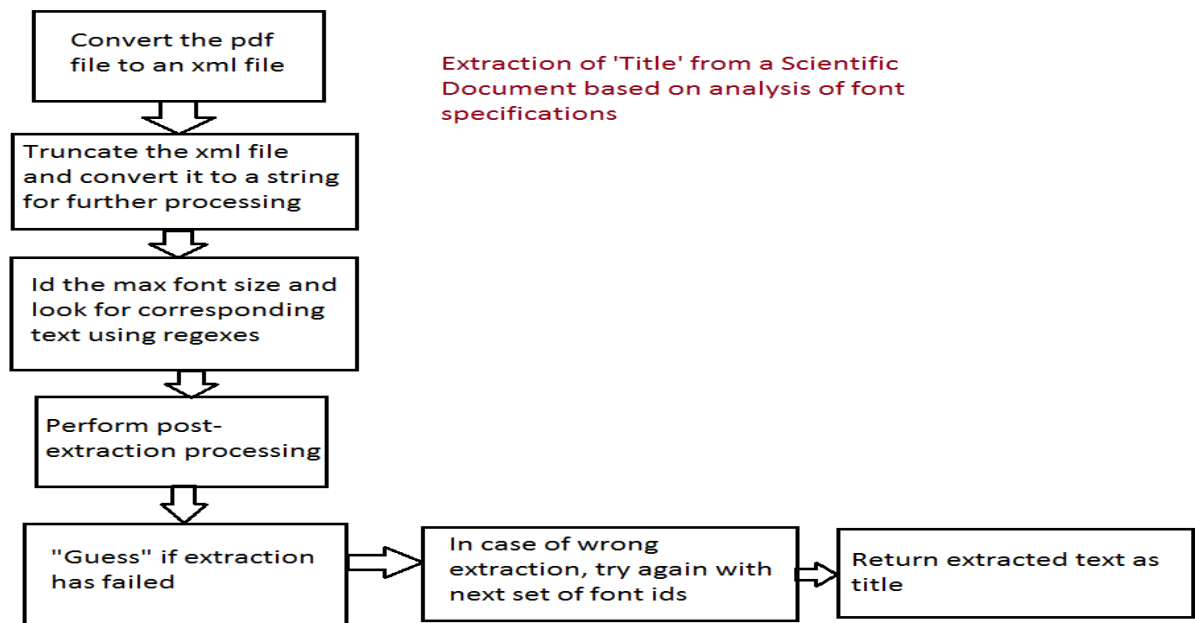 Convert the pdf
file to an xml file
Extraction of 'Title' from a Scientific
Document based on analysis of font
specifications
Truncate the xml file
and convert it to a string
for further processing
Id the max font size and
look for corresponding
text using regexes
Perform post-
extraction processing
"Guess" if extraction
has failed
In case of wrong
extraction, try again with
next set of font ids
Return extracted text as
title